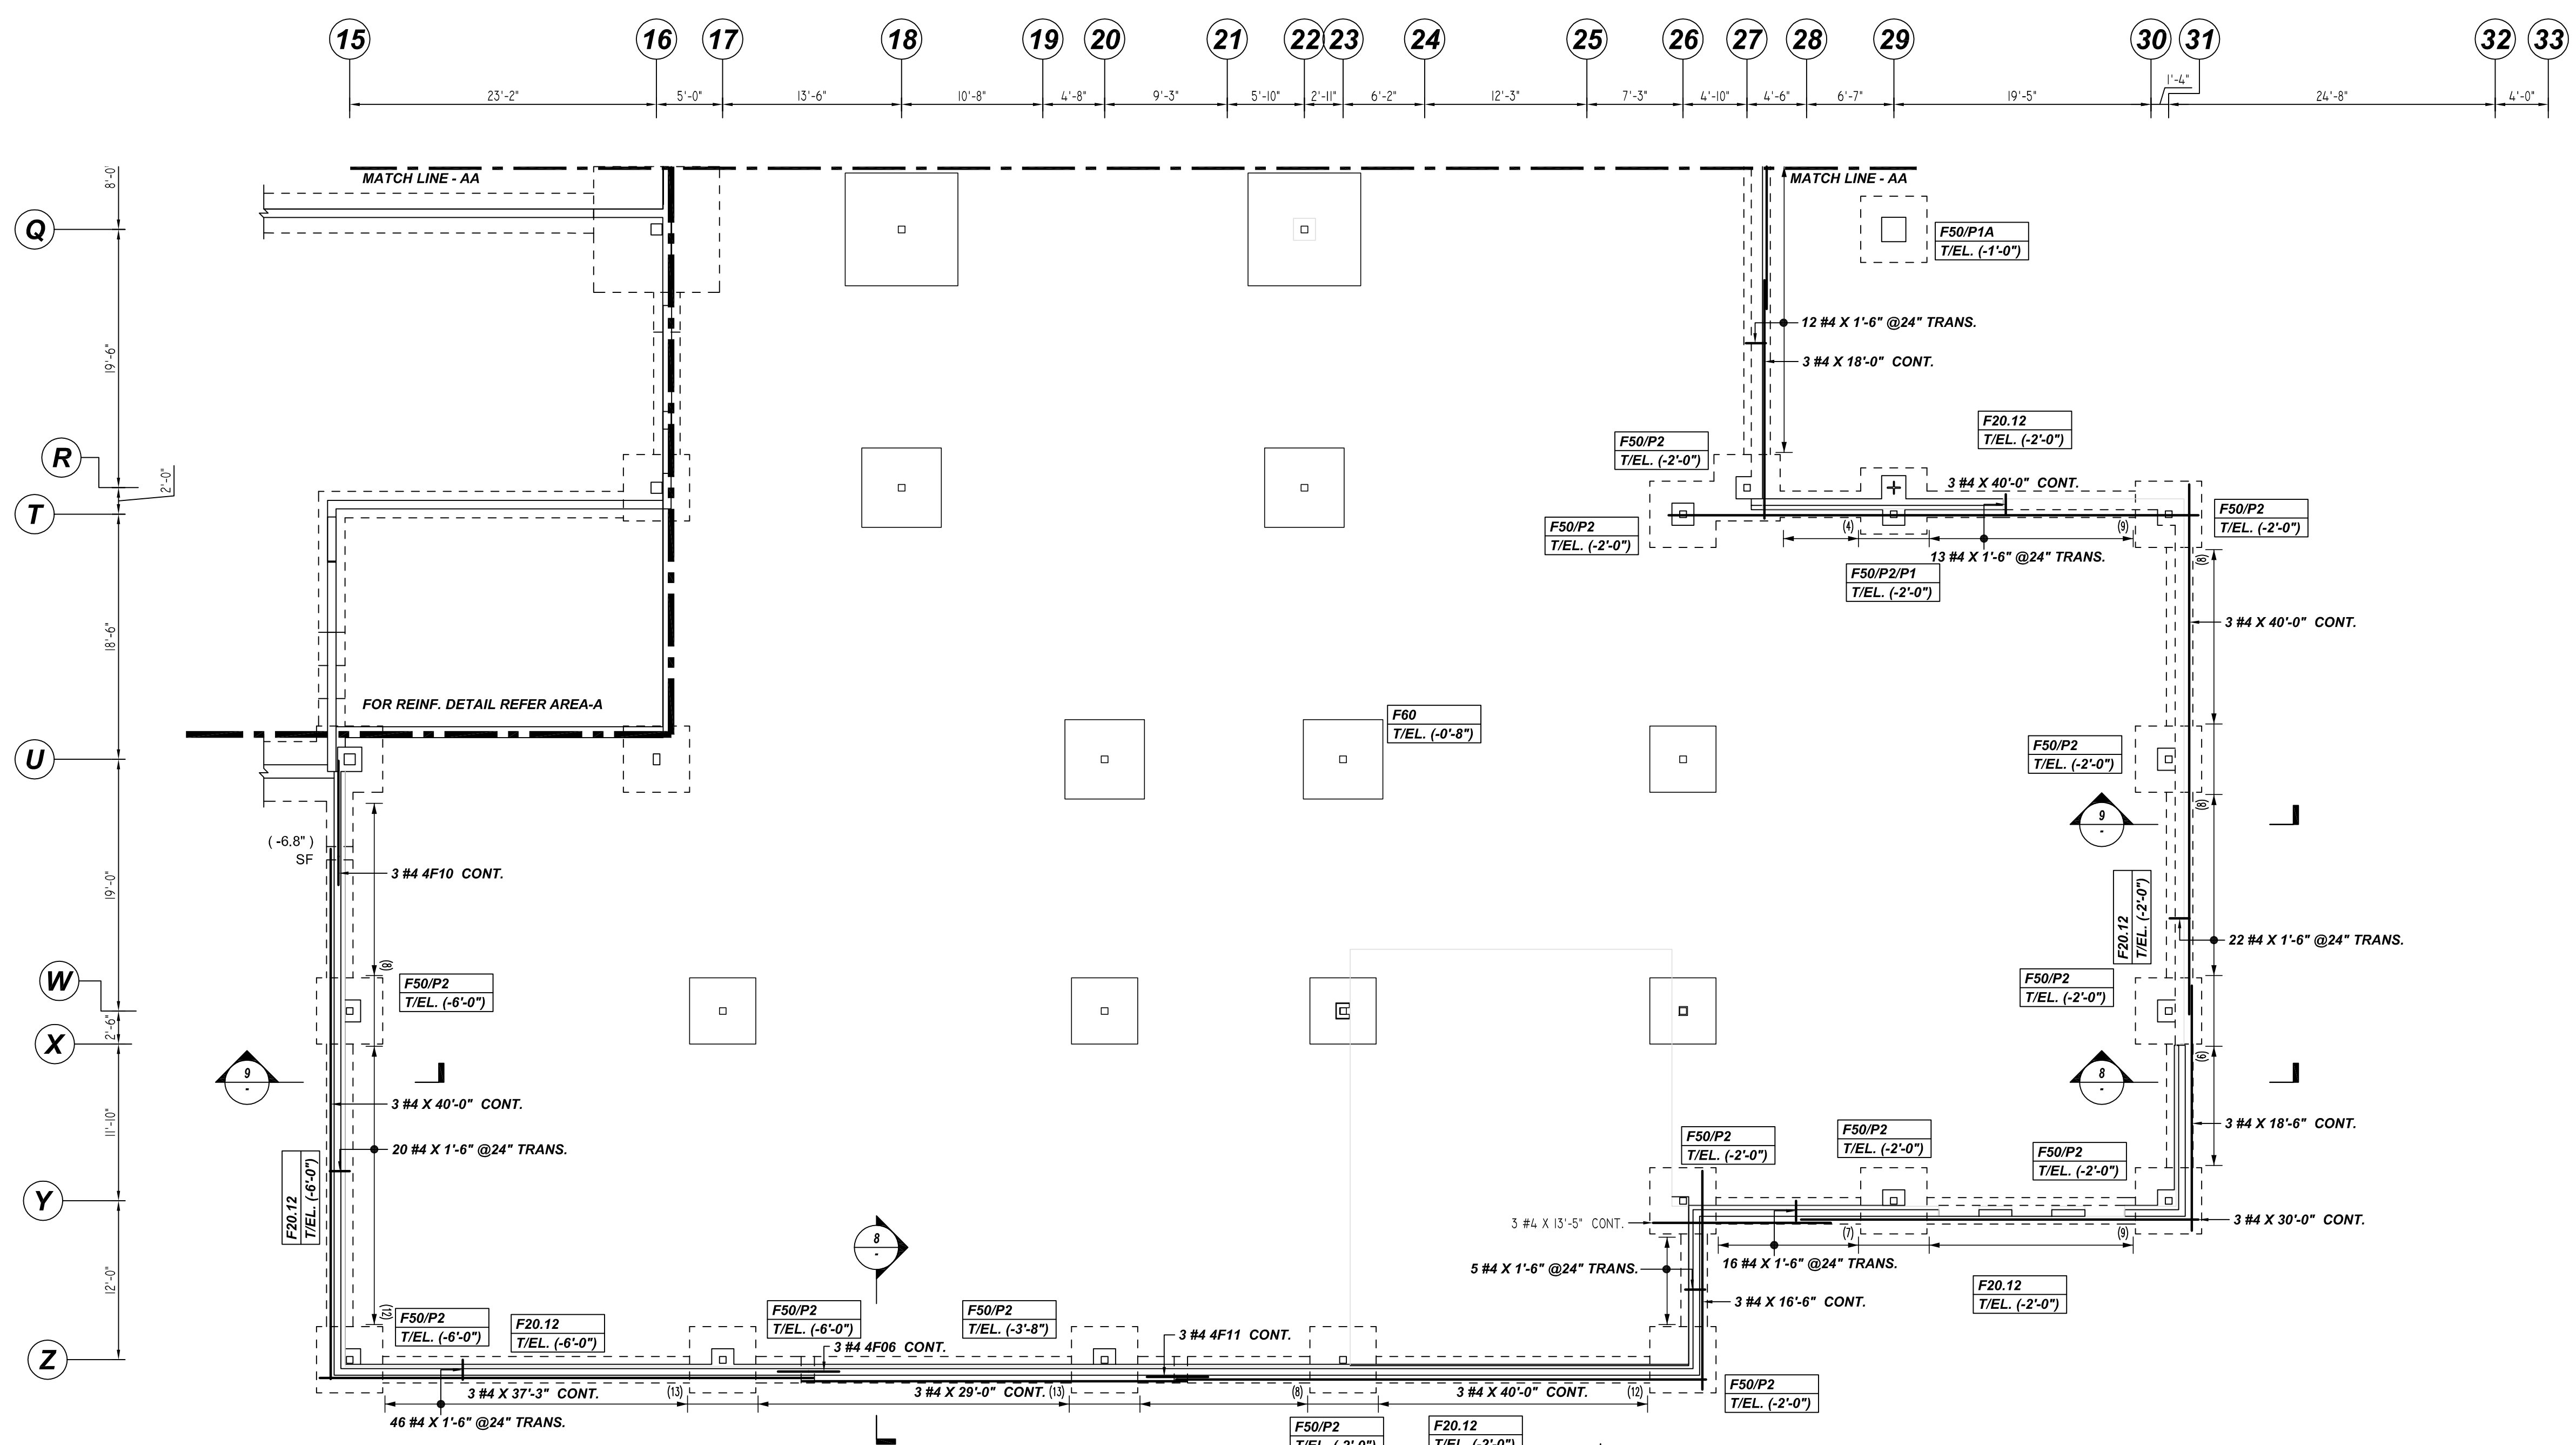 15 16 17 18 19 20 21 22 23 24 25 26 27 28 29 30 31 32 33
23'-2" 5'-0" 13'-6" 10'-8" 4'-8" 9'-3" 5'-10" 2'-11" 6'-2" 12'-3" 7'-3" 4'-10" 4'-6" 6'-7" 19'-5" 1'-4" 24'-8" 4'-0"
MATCH LINE - AA
MATCH LINE - AA
8'-0
Q
F50/P1A
T/EL. (-1'-0")
12 #4 X 1'-6" @24" TRANS.
19'-6"
3 #4 X 18'-0" CONT.
F20.12
T/EL. (-2'-0")
F50/P2
T/EL. (-2'-0")
R
2'-0"
3 #4 X 40'-0" CONT.
T
F50/P2
T/EL. (-2'-0")
F50/P2
T/EL. (-2'-0")
(4)
(9)
13 #4 X 1'-6" @24" TRANS.
(8)
F50/P2/P1
T/EL. (-2'-0")
18'-6"
3 #4 X 40'-0" CONT.
FOR REINF. DETAIL REFER AREA-A
F60
T/EL. (-0'-8")
U
F50/P2
T/EL. (-2'-0")
(8)
9
-
( -6.8" )
SF
3 #4 4F10 CONT.
19'-0"
F20.12
T/EL. (-2'-0")
22 #4 X 1'-6" @24" TRANS.
(8)
W
F50/P2
T/EL. (-6'-0")
F50/P2
T/EL. (-2'-0")
2'-6"
X
(6)
9
-
8
-
3 #4 X 40'-0" CONT.
11'-10"
3 #4 X 18'-6" CONT.
20 #4 X 1'-6" @24" TRANS.
F50/P2
T/EL. (-2'-0")
F50/P2
T/EL. (-2'-0")
F50/P2
T/EL. (-2'-0")
F20.12
T/EL. (-6'-0")
Y
3 #4 X 13'-5" CONT.
3 #4 X 30'-0" CONT.
(7)
(9)
8
-
16 #4 X 1'-6" @24" TRANS.
5 #4 X 1'-6" @24" TRANS.
12'-0"
F20.12
T/EL. (-2'-0")
3 #4 X 16'-6" CONT.
(12)
F50/P2
T/EL. (-6'-0")
F20.12
T/EL. (-6'-0")
F50/P2
T/EL. (-6'-0")
F50/P2
T/EL. (-3'-8")
3 #4 4F11 CONT.
3 #4 4F06 CONT.
Z
3 #4 X 37'-3" CONT.
(13)
3 #4 X 29'-0" CONT.
(13)
(8)
3 #4 X 40'-0" CONT.
(12)
F50/P2
T/EL. (-2'-0")
46 #4 X 1'-6" @24" TRANS.
F50/P2
T/EL. (-2'-0")
F20.12
T/EL. (-2'-0")